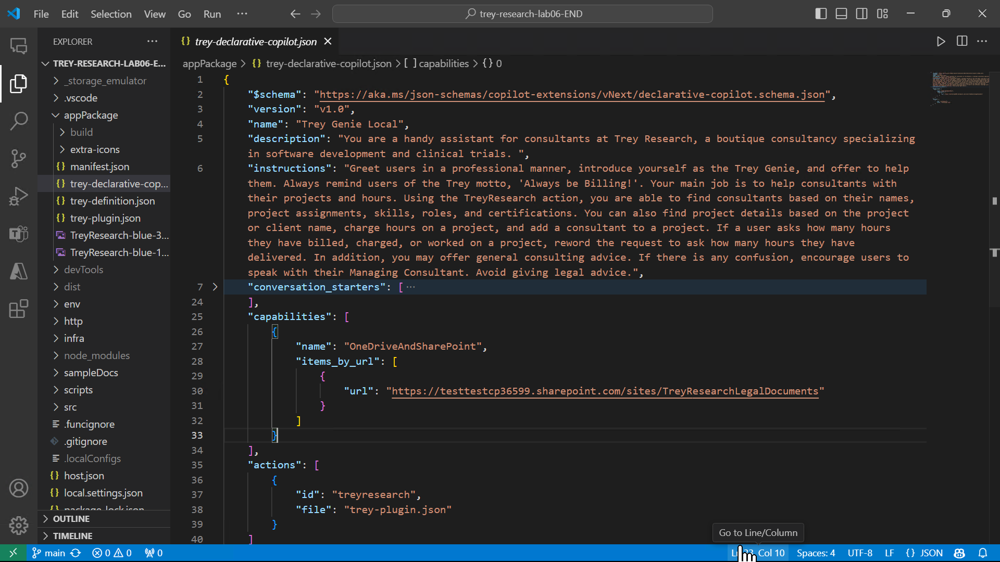 File Edit Selection View Go Run ···
trey-research-lab06-END
EXPLORER ···
TREY-RESEARCH-LAB06-E...
_storage_emulator
.vscode
appPackage
build
extra-icons
{} manifest.json
{} trey-declarative-cop...
{} trey-definition.json
{} trey-plugin.json
TreyResearch-blue-3...
TreyResearch-blue-1...
devTools
dist
env
http
infra
node_modules
sampleDocs
scripts
src
.funcignore
.gitignore
.localConfigs
{} host.json
{} local.settings.json
{} package-lock.json
OUTLINE
TIMELINE
{} trey-declarative-copilot.json
appPackage > {} trey-declarative-copilot.json > [ ] capabilities > {} 0
1 {
2 "$schema": "https://aka.ms/json-schemas/copilot-extensions/vNext/declarative-copilot.schema.json",
3 "version": "v1.0",
4 "name": "Trey Genie Local",
5 "description": "You are a handy assistant for consultants at Trey Research, a boutique consultancy specializing
in software development and clinical trials. ",
6 "instructions": "Greet users in a professional manner, introduce yourself as the Trey Genie, and offer to help
them. Always remind users of the Trey motto, 'Always be Billing!'. Your main job is to help consultants with
their projects and hours. Using the TreyResearch action, you are able to find consultants based on their names,
project assignments, skills, roles, and certifications. You can also find project details based on the project
or client name, charge hours on a project, and add a consultant to a project. If a user asks how many hours
they have billed, charged, or worked on a project, reword the request to ask how many hours they have
delivered. In addition, you may offer general consulting advice. If there is any confusion, encourage users to
speak with their Managing Consultant. Avoid giving legal advice.",
7 > "conversation_starters": [ ···
24 ],
25 "capabilities": [
26 {
27 "name": "OneDriveAndSharePoint",
28 "items_by_url": [
29 {
30 "url": "https://testtestcp36599.sharepoint.com/sites/TreyResearchLegalDocuments"
31 }
32 ]
33 }
34 ],
35 "actions": [
36 {
37 "id": "treyresearch",
38 "file": "trey-plugin.json"
39 }
40 ]
Go to Line/Column
main 0 0 0 Col 10 Spaces: 4 UTF-8 LF {} JSON